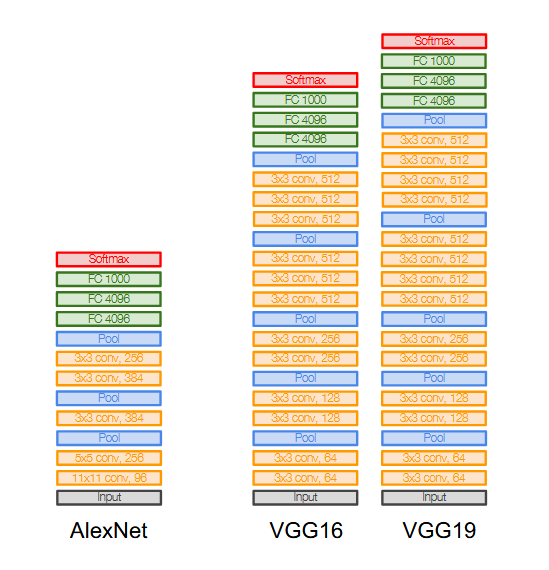 Softmax
FC 1000
FC 4096
FC 4096
Pool
3x3 conv, 256
3x3 conv, 384
Pool
3x3 conv, 384
Pool
5x5 conv, 256
11x11 conv, 96
Input
AlexNet
Softmax
FC 1000
FC 4096
FC 4096
Pool
3x3 conv, 512
3x3 conv, 512
3x3 conv, 512
Pool
3x3 conv, 512
3x3 conv, 512
3x3 conv, 512
Pool
3x3 conv, 256
3x3 conv, 256
Pool
3x3 conv, 128
3x3 conv, 128
Pool
3x3 conv, 64
3x3 conv, 64
Input
VGG16
Softmax
FC 1000
FC 4096
FC 4096
Pool
3x3 conv, 512
3x3 conv, 512
3x3 conv, 512
3x3 conv, 512
Pool
3x3 conv, 512
3x3 conv, 512
3x3 conv, 512
3x3 conv, 512
Pool
3x3 conv, 256
3x3 conv, 256
Pool
3x3 conv, 128
3x3 conv, 128
Pool
3x3 conv, 64
3x3 conv, 64
Input
VGG19